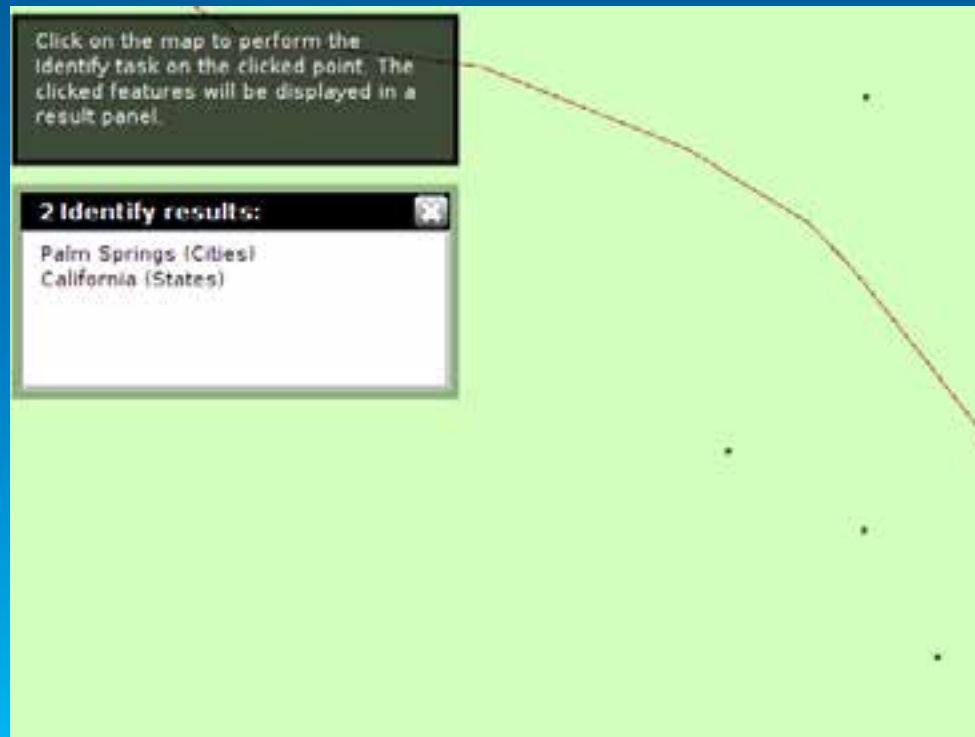 Click on the map to perform the
Identify task on the clicked point. The
clicked features will be displayed in a
result panel.
2 Identify results:
Palm Springs (Cities)
California (States)